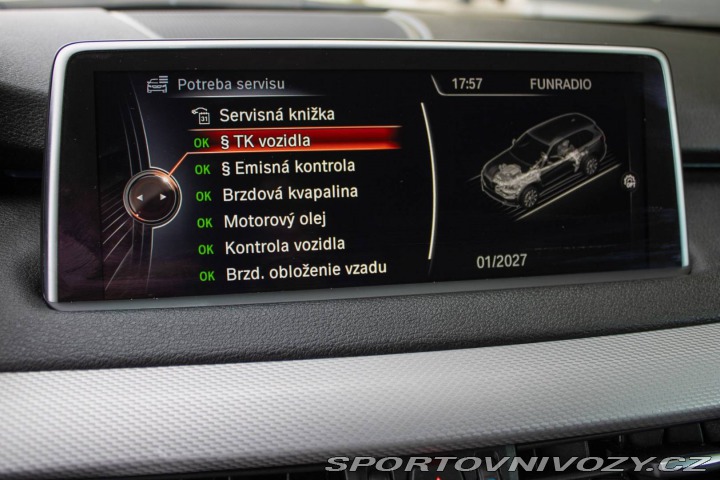 Potreba servisu
17:57
FUNRADIO
31
Servisná knižka
OK § TK vozidla
OK § Emisná kontrola
OK Brzdová kvapalina
OK Motorový olej
OK Kontrola vozidla
OK Brzd. obloženie vzadu
01/2027
SPORTOVNIVOZY.CZ